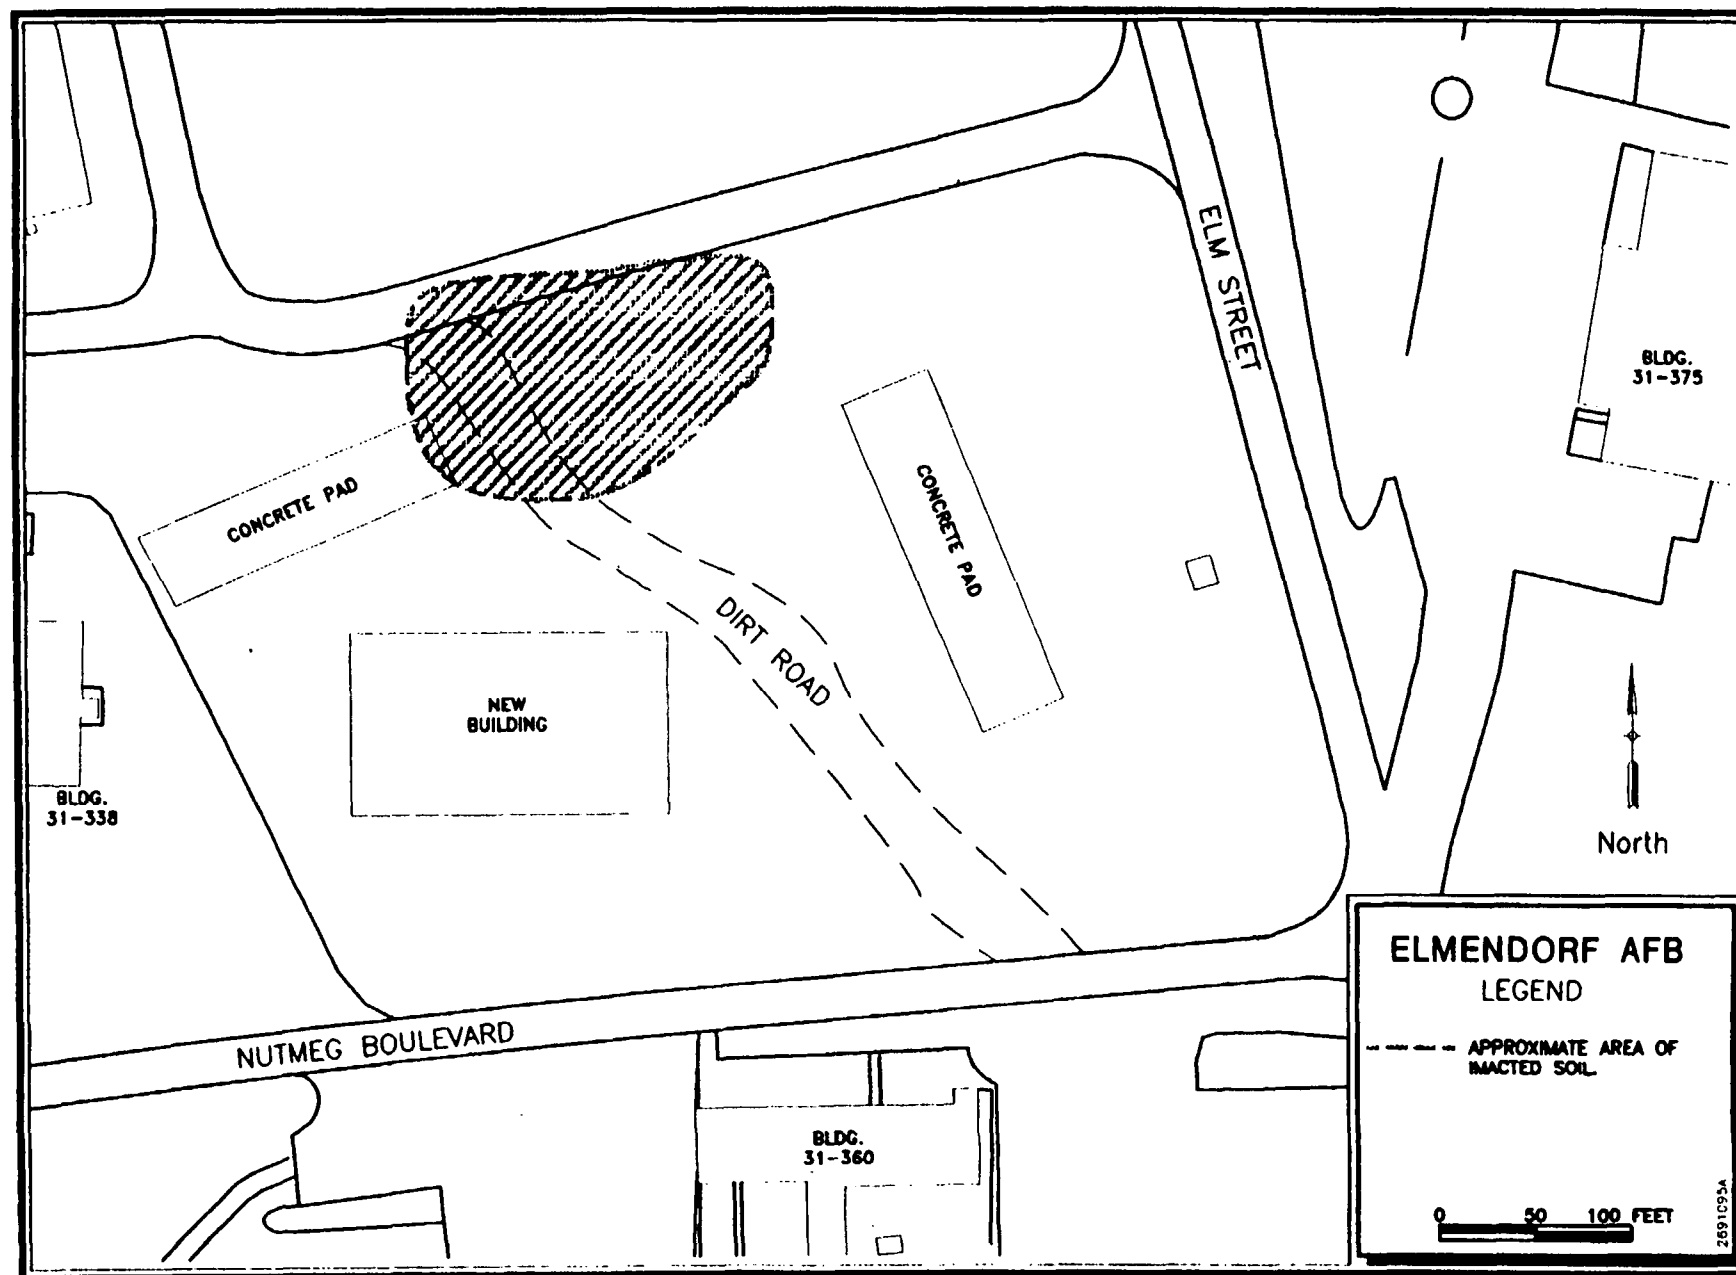 ELM STREET
BLDG.
31-375
CONCRETE PAD
CONCRETE PAD
DIRT ROAD
NEW
BUILDING
BLDG.
31-338
North
NUTMEG BOULEVARD
BLDG.
31-360
ELMENDORF AFB
LEGEND
APPROXIMATE AREA OF
IMACTED SOIL
0 50 100 FEET
2691C95A